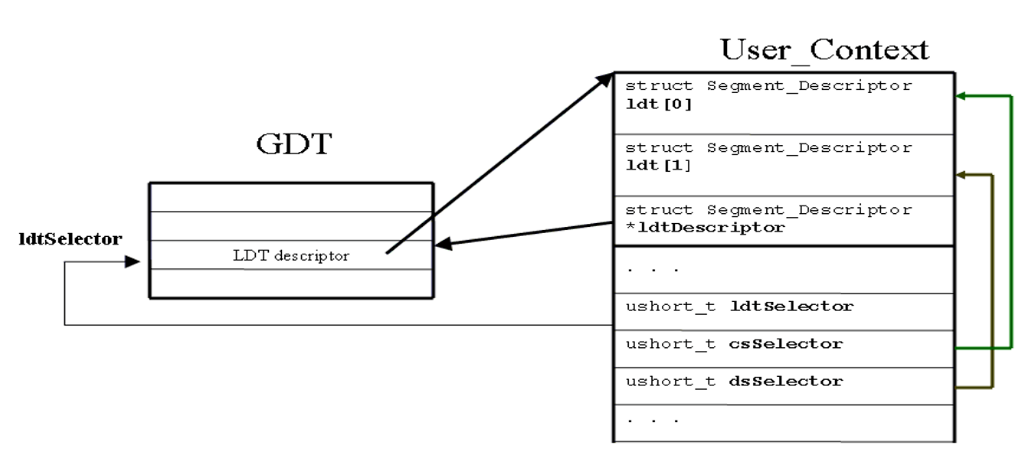 User_Context
struct Segment_Descriptor
ldt[0]
GDT
struct Segment_Descriptor
ldt[1]
struct Segment_Descriptor
*ldtDescriptor
ldtSelector
LDT descriptor
. . .
ushort_t ldtSelector
ushort_t csSelector
ushort_t dsSelector
. . .